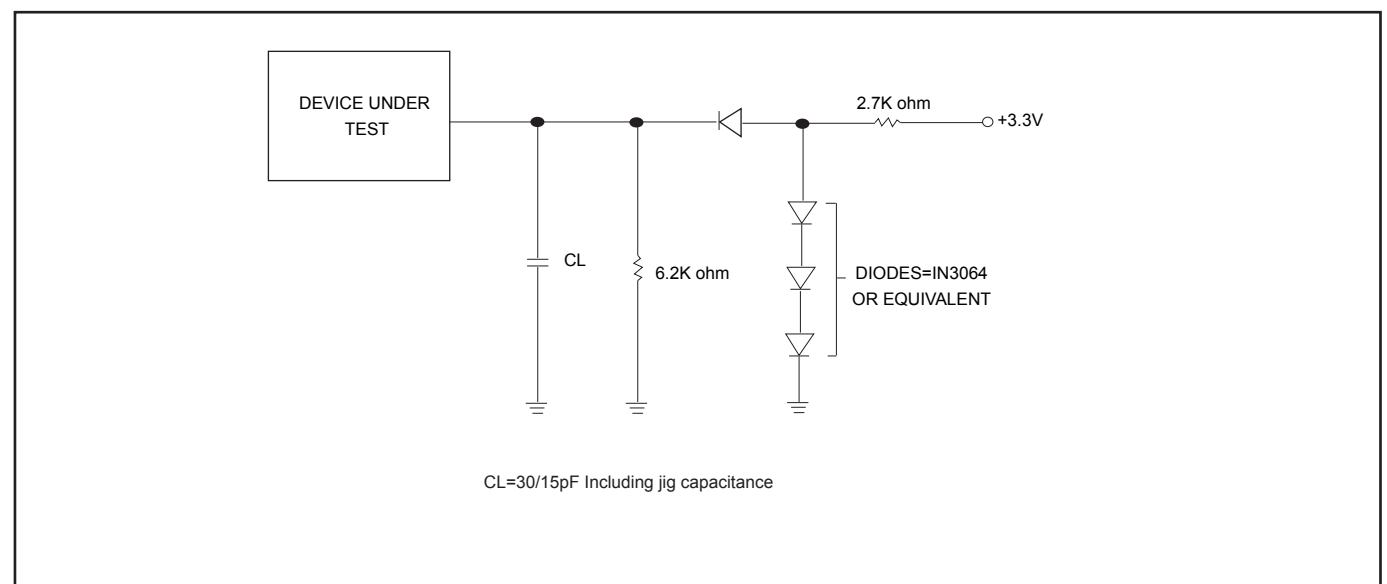 DEVICE UNDER
TEST
2.7K ohm
+3.3V
CL
6.2K ohm
DIODES=IN3064
OR EQUIVALENT
CL=30/15pF Including jig capacitance